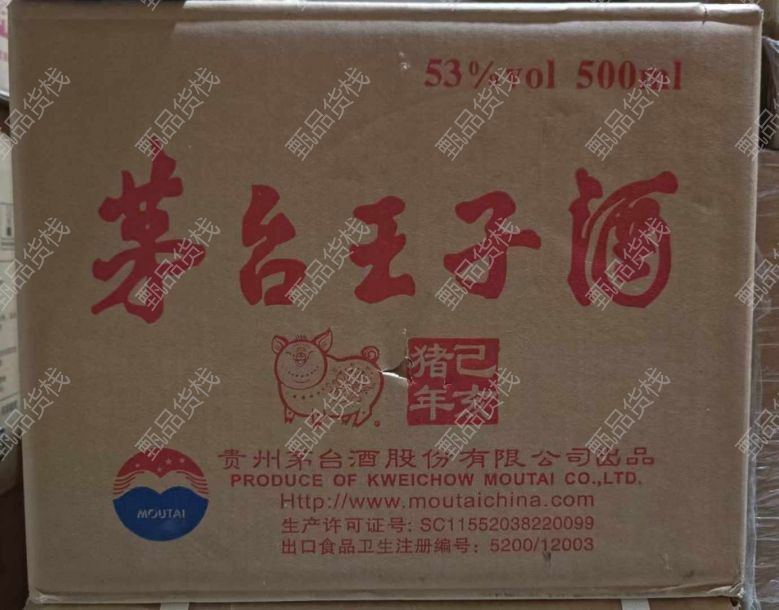 53%vol 500ml
茅台王子酒
己亥
猪年
贵州茅台酒股份有限公司出品
PRODUCE OF KWEICHOW MOUTAI CO.,LTD.
Http://www.moutaichina.com
MOUTAI
生产许可证号: SC11552038220099
出口食品卫生注册编号: 5200/12003
甄品货栈